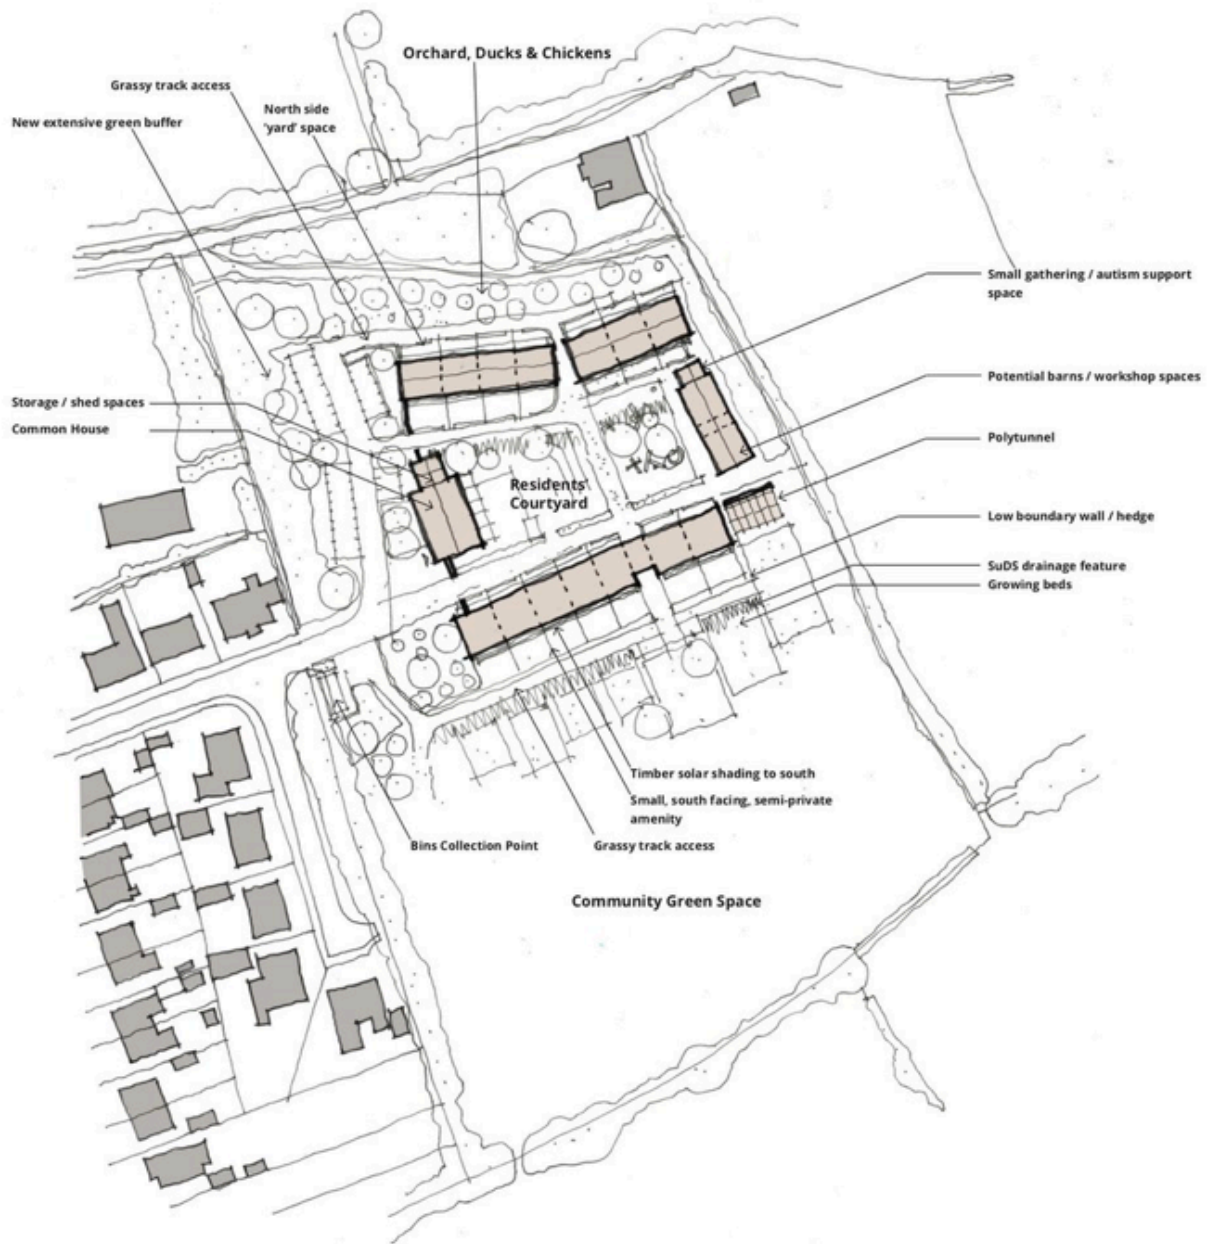 Orchard, Ducks & Chickens
Grassy track access
North side
'yard' space
New extensive green buffer
Small gathering / autism support
space
Potential barns / workshop spaces
Storage / shed spaces
Common House
Polytunnel
Residents'
Courtyard
Low boundary wall / hedge
SuDS drainage feature
Growing beds
Timber solar shading to south
Small, south facing, semi-private
amenity
Bins Collection Point
Grassy track access
Community Green Space